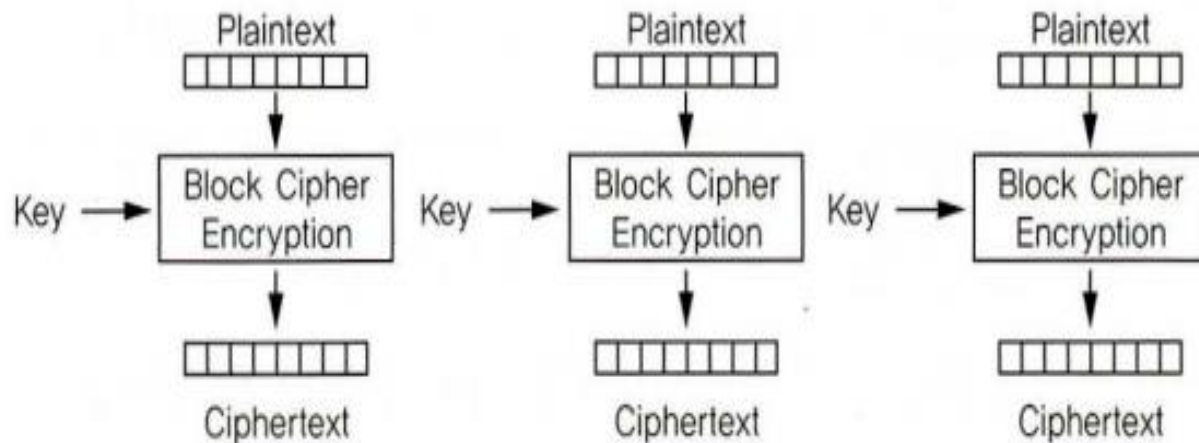 Plaintext
Plaintext
Plaintext
Key
Block Cipher
Encryption
Key
Block Cipher
Encryption
Key
Block Cipher
Encryption
Ciphertext
Ciphertext
Ciphertext